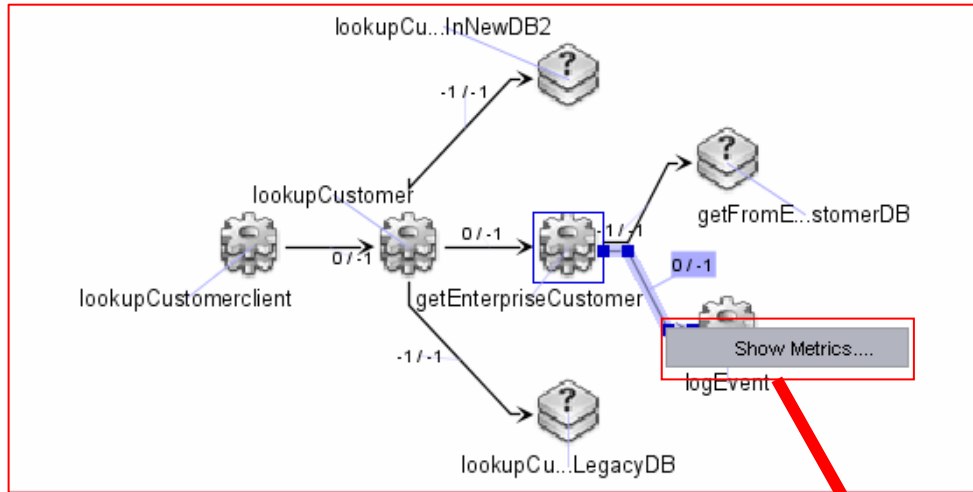 lookupCu...InNewDB2
?
-1 / -1
?
lookupCustomer
getFromE...stomerDB
0 / -1
-1 / -1
0 / -1
0 / -1
lookupCustomerclient
getEnterpriseCustomer
Show Metrics....
-1 / -1
logEvent
?
lookupCu...LegacyDB